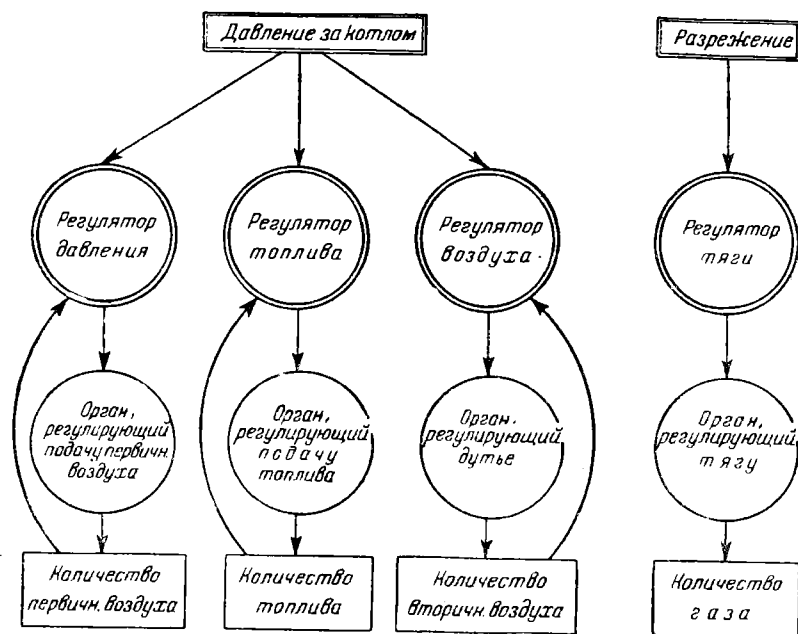 Давление за котлом
Разрежение
Регулятор
давления
Регулятор
топлива
Регулятор
воздуха
Регулятор
тяги
Орган,
регулирующий
подачу первичн.
воздуха
Орган,
регулирующий
подачу
топлива
Орган,
регулирующий
дутье
Орган,
регулирующий
тягу
Количество
первичн. воздуха
Количество
топлива
Количество
вторичн. воздуха
Количество
газа